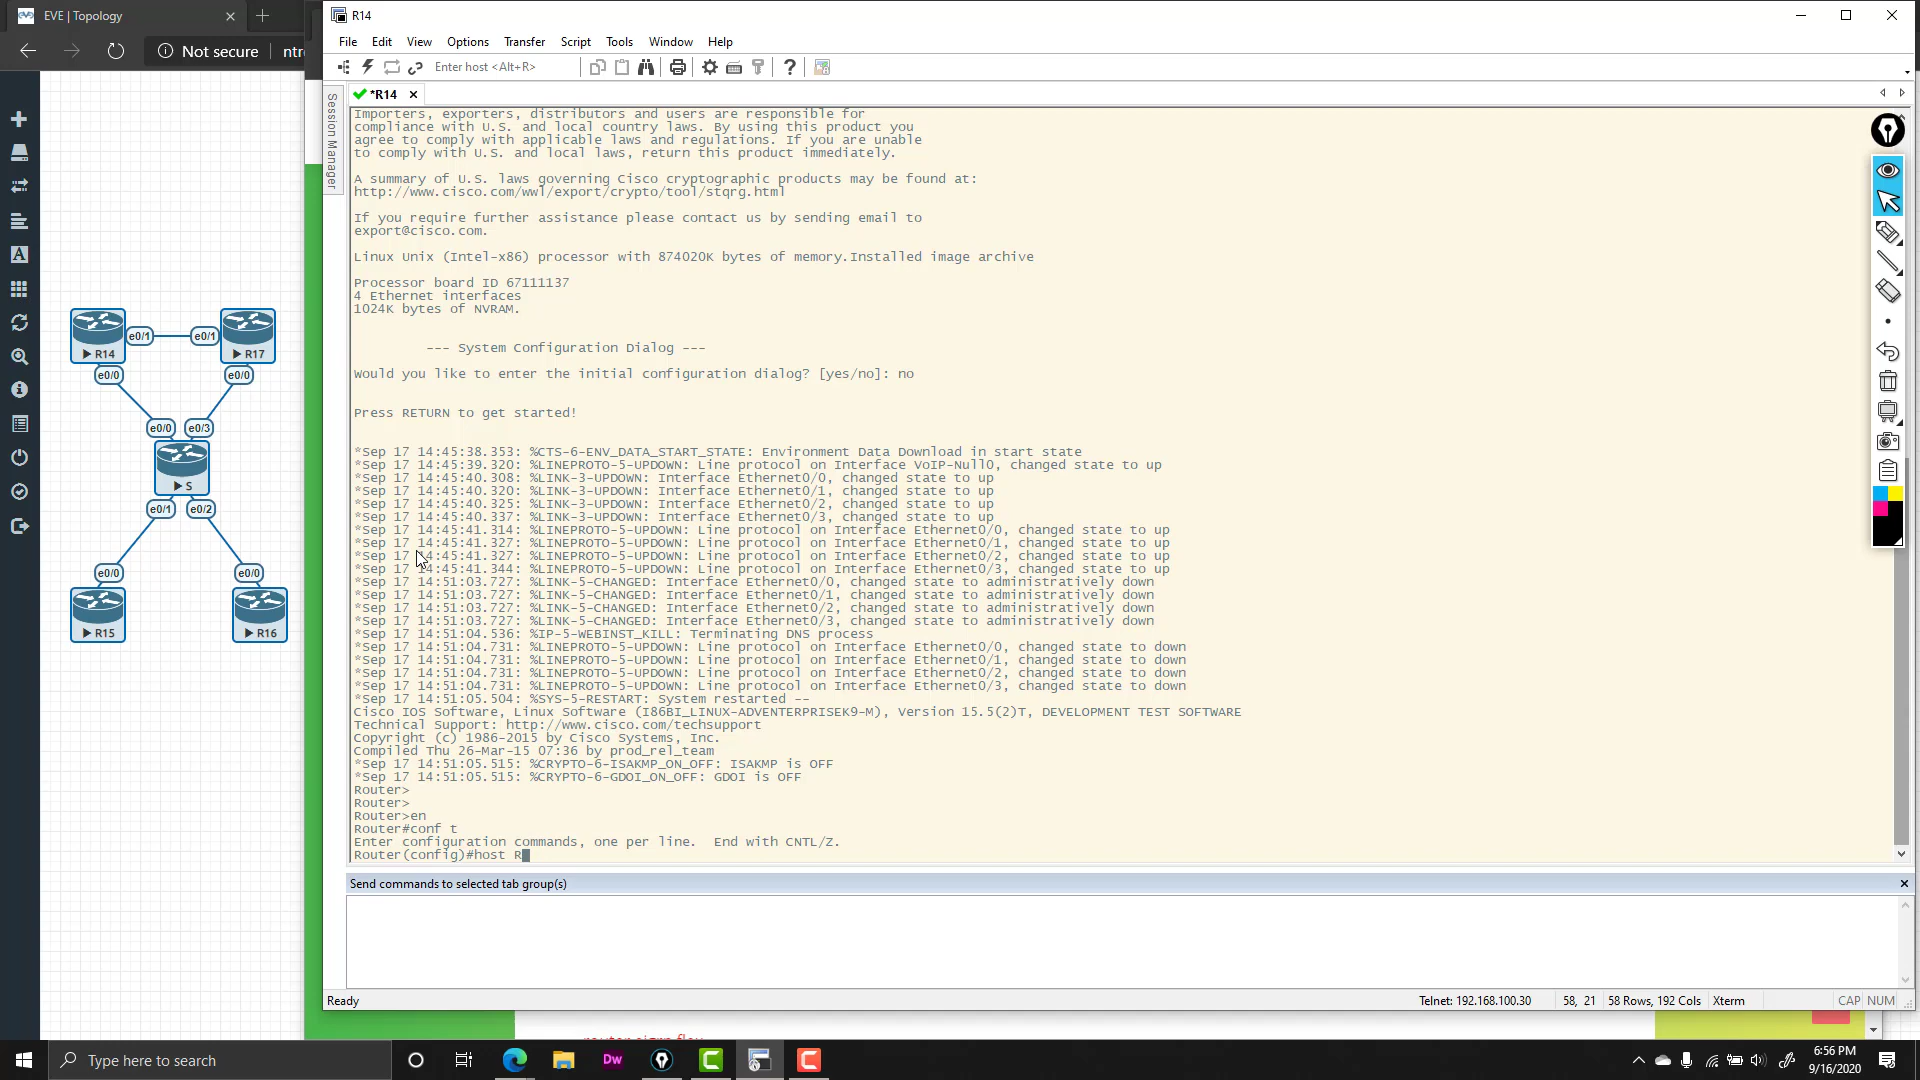 EVE | Topology
Not secure
ntr
R14
File Edit View Options Transfer Script Tools Window Help
Enter host <Alt+R>
*R14
Session Manager
Importers, exporters, distributors and users are responsible for
compliance with U.S. and local country laws. By using this product you
agree to comply with applicable laws and regulations. If you are unable
to comply with U.S. and local laws, return this product immediately.
A summary of U.S. laws governing Cisco cryptographic products may be found at:
http://www.cisco.com/wwl/export/crypto/tool/stqrg.html
If you require further assistance please contact us by sending email to
export@cisco.com.
Linux Unix (Intel-x86) processor with 874020K bytes of memory.Installed image archive
Processor board ID 67111137
4 Ethernet interfaces
1024K bytes of NVRAM.
--- System Configuration Dialog ---
Would you like to enter the initial configuration dialog? [yes/no]: no
Press RETURN to get started!
*Sep 17 14:45:38.353: %CTS-6-ENV_DATA_START_STATE: Environment Data Download in start state
*Sep 17 14:45:39.320: %LINEPROTO-5-UPDOWN: Line protocol on Interface VoIP-Null0, changed state to up
*Sep 17 14:45:40.308: %LINK-3-UPDOWN: Interface Ethernet0/0, changed state to up
*Sep 17 14:45:40.320: %LINK-3-UPDOWN: Interface Ethernet0/1, changed state to up
*Sep 17 14:45:40.325: %LINK-3-UPDOWN: Interface Ethernet0/2, changed state to up
*Sep 17 14:45:40.337: %LINK-3-UPDOWN: Interface Ethernet0/3, changed state to up
*Sep 17 14:45:41.314: %LINEPROTO-5-UPDOWN: Line protocol on Interface Ethernet0/0, changed state to up
*Sep 17 14:45:41.327: %LINEPROTO-5-UPDOWN: Line protocol on Interface Ethernet0/1, changed state to up
*Sep 17 14:45:41.327: %LINEPROTO-5-UPDOWN: Line protocol on Interface Ethernet0/2, changed state to up
*Sep 17 14:45:41.344: %LINEPROTO-5-UPDOWN: Line protocol on Interface Ethernet0/3, changed state to up
*Sep 17 14:51:03.727: %LINK-5-CHANGED: Interface Ethernet0/0, changed state to administratively down
*Sep 17 14:51:03.727: %LINK-5-CHANGED: Interface Ethernet0/1, changed state to administratively down
*Sep 17 14:51:03.727: %LINK-5-CHANGED: Interface Ethernet0/2, changed state to administratively down
*Sep 17 14:51:03.727: %LINK-5-CHANGED: Interface Ethernet0/3, changed state to administratively down
*Sep 17 14:51:04.536: %IP-5-WEBINST_KILL: Terminating DNS process
*Sep 17 14:51:04.731: %LINEPROTO-5-UPDOWN: Line protocol on Interface Ethernet0/0, changed state to down
*Sep 17 14:51:04.731: %LINEPROTO-5-UPDOWN: Line protocol on Interface Ethernet0/1, changed state to down
*Sep 17 14:51:04.731: %LINEPROTO-5-UPDOWN: Line protocol on Interface Ethernet0/2, changed state to down
*Sep 17 14:51:04.731: %LINEPROTO-5-UPDOWN: Line protocol on Interface Ethernet0/3, changed state to down
*Sep 17 14:51:05.504: %SYS-5-RESTART: System restarted --
Cisco IOS Software, Linux Software (I86BI_LINUX-ADVENTERPRISEK9-M), Version 15.5(2)T, DEVELOPMENT TEST SOFTWARE
Technical Support: http://www.cisco.com/techsupport
Copyright (c) 1986-2015 by Cisco Systems, Inc.
Compiled Thu 26-Mar-15 07:36 by prod_rel_team
*Sep 17 14:51:05.515: %CRYPTO-6-ISAKMP_ON_OFF: ISAKMP is OFF
*Sep 17 14:51:05.515: %CRYPTO-6-GDOI_ON_OFF: GDOI is OFF
Router>
Router>
Router>en
Router#conf t
Enter configuration commands, one per line.  End with CNTL/Z.
Router(config)#host R
Send commands to selected tab group(s)
Ready
Telnet: 192.168.100.30 58, 21 58 Rows, 192 Cols Xterm CAP NUM
e0/1 e0/1
R14 R17
e0/0 e0/0
e0/0 e0/3
S
e0/1 e0/2
e0/0 e0/0
R15 R16
Type here to search
Dw
6:56 PM
9/16/2020